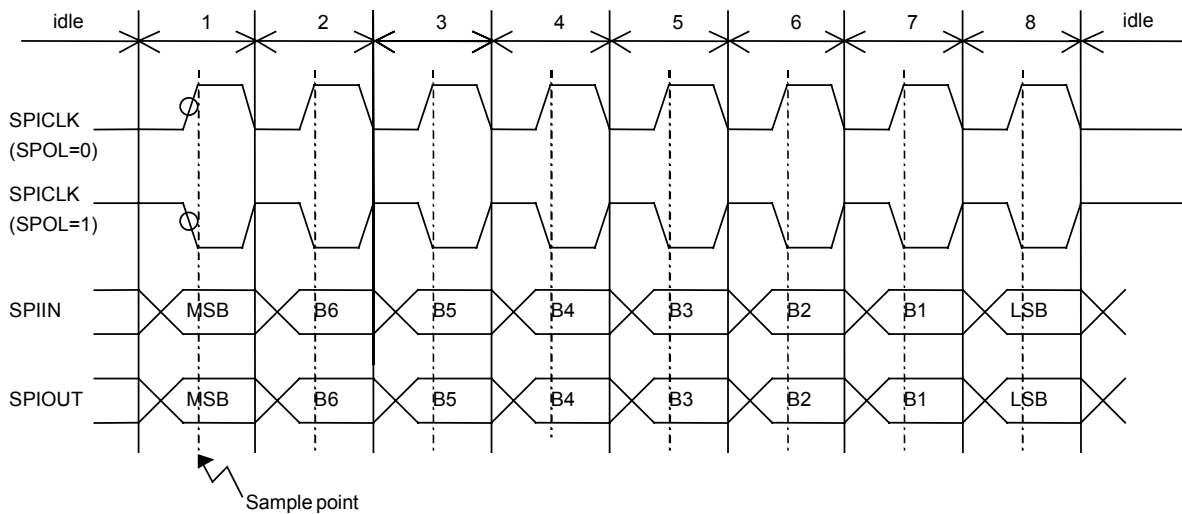 idle 1 2 3 4 5 6 7 8 idle
SPICLK
(SPOL=0)
SPICLK
(SPOL=1)
SPIIN MSB B6 B5 B4 B3 B2 B1 LSB
SPIOUT MSB B6 B5 B4 B3 B2 B1 LSB
Sample point